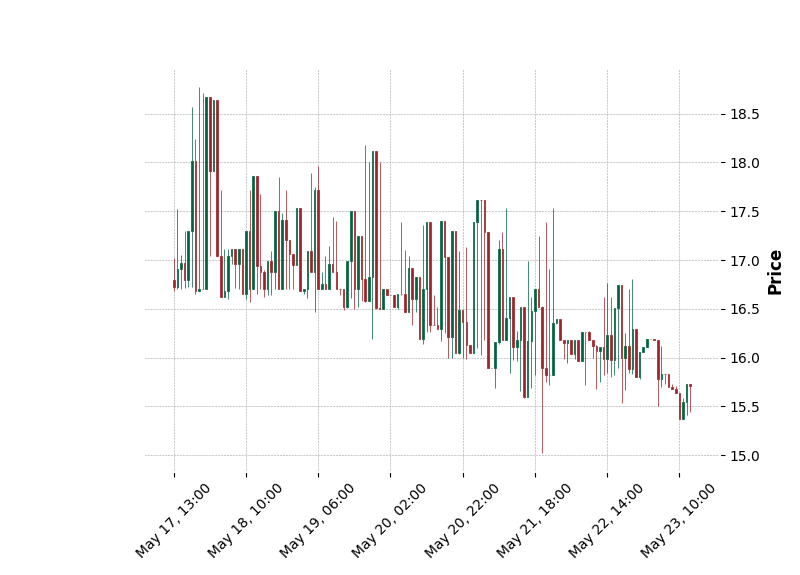 18.5
18.0
17.5
17.0
16.5
16.0
15.5
15.0
Price
May 17, 13:00
May 18, 10:00
May 19, 06:00
May 20, 02:00
May 20, 22:00
May 21, 18:00
May 22, 14:00
May 23, 10:00